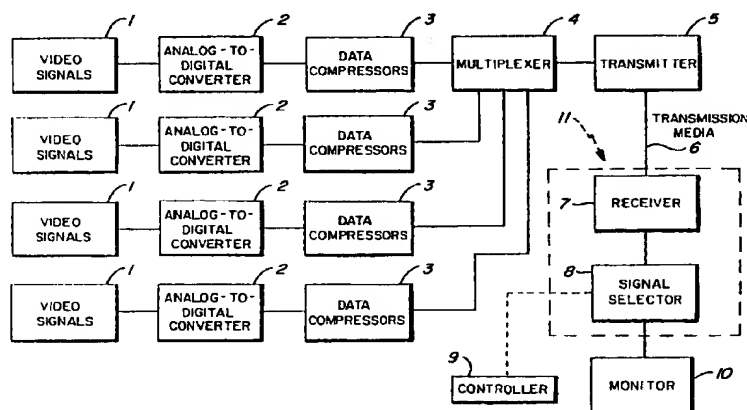 1
2
3
4
5
VIDEO
SIGNALS
ANALOG-TO-
DIGITAL
CONVERTER
DATA
COMPRESSORS
MULTIPLEXER
TRANSMITTER
1
2
3
VIDEO
SIGNALS
ANALOG-TO-
DIGITAL
CONVERTER
DATA
COMPRESSORS
11
TRANSMISSION
MEDIA
6
1
2
3
VIDEO
SIGNALS
ANALOG-TO-
DIGITAL
CONVERTER
DATA
COMPRESSORS
7
RECEIVER
1
2
3
VIDEO
SIGNALS
ANALOG-TO-
DIGITAL
CONVERTER
DATA
COMPRESSORS
8
SIGNAL
SELECTOR
9
CONTROLLER
MONITOR
10